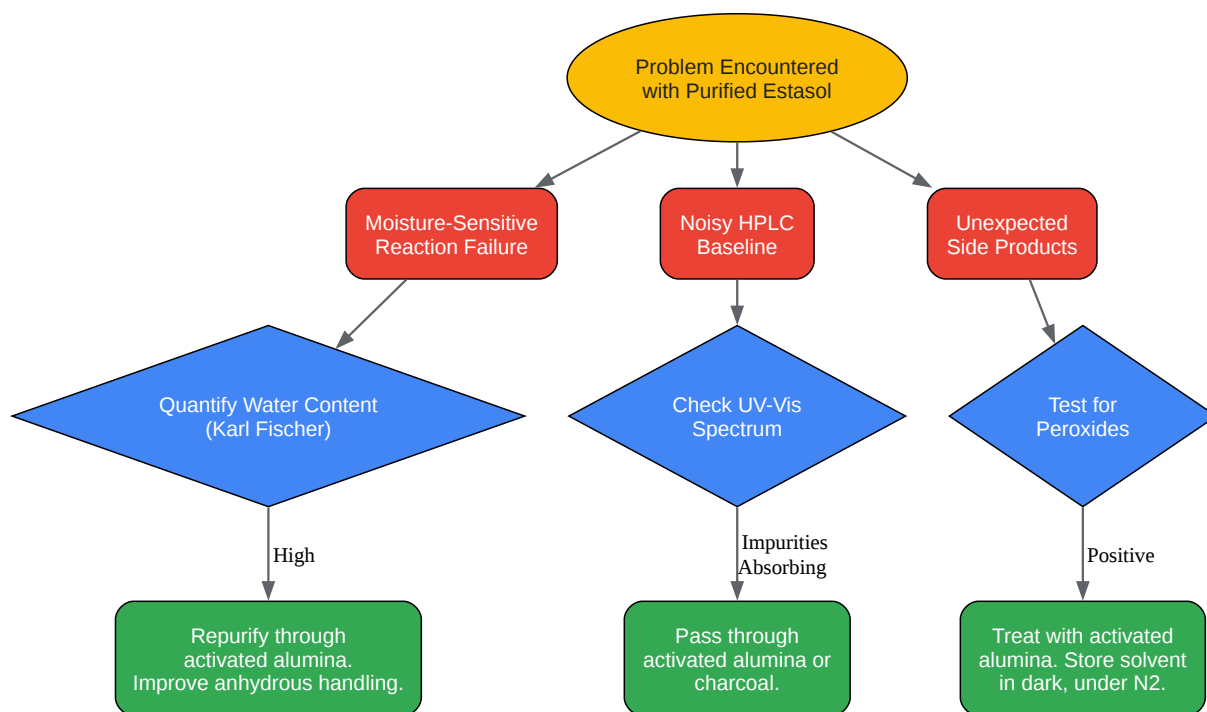 Problem Encountered
with Purified Estasol
Moisture-Sensitive
Reaction Failure
Noisy HPLC
Baseline
Unexpected
Side Products
Quantify Water Content
(Karl Fischer)
Check UV-Vis
Spectrum
Test for
Peroxides
High
Impurities
Absorbing
Positive
Repurify through
activated alumina.
Improve anhydrous handling.
Pass through
activated alumina or
charcoal.
Treat with activated
alumina. Store solvent
in dark, under N2.